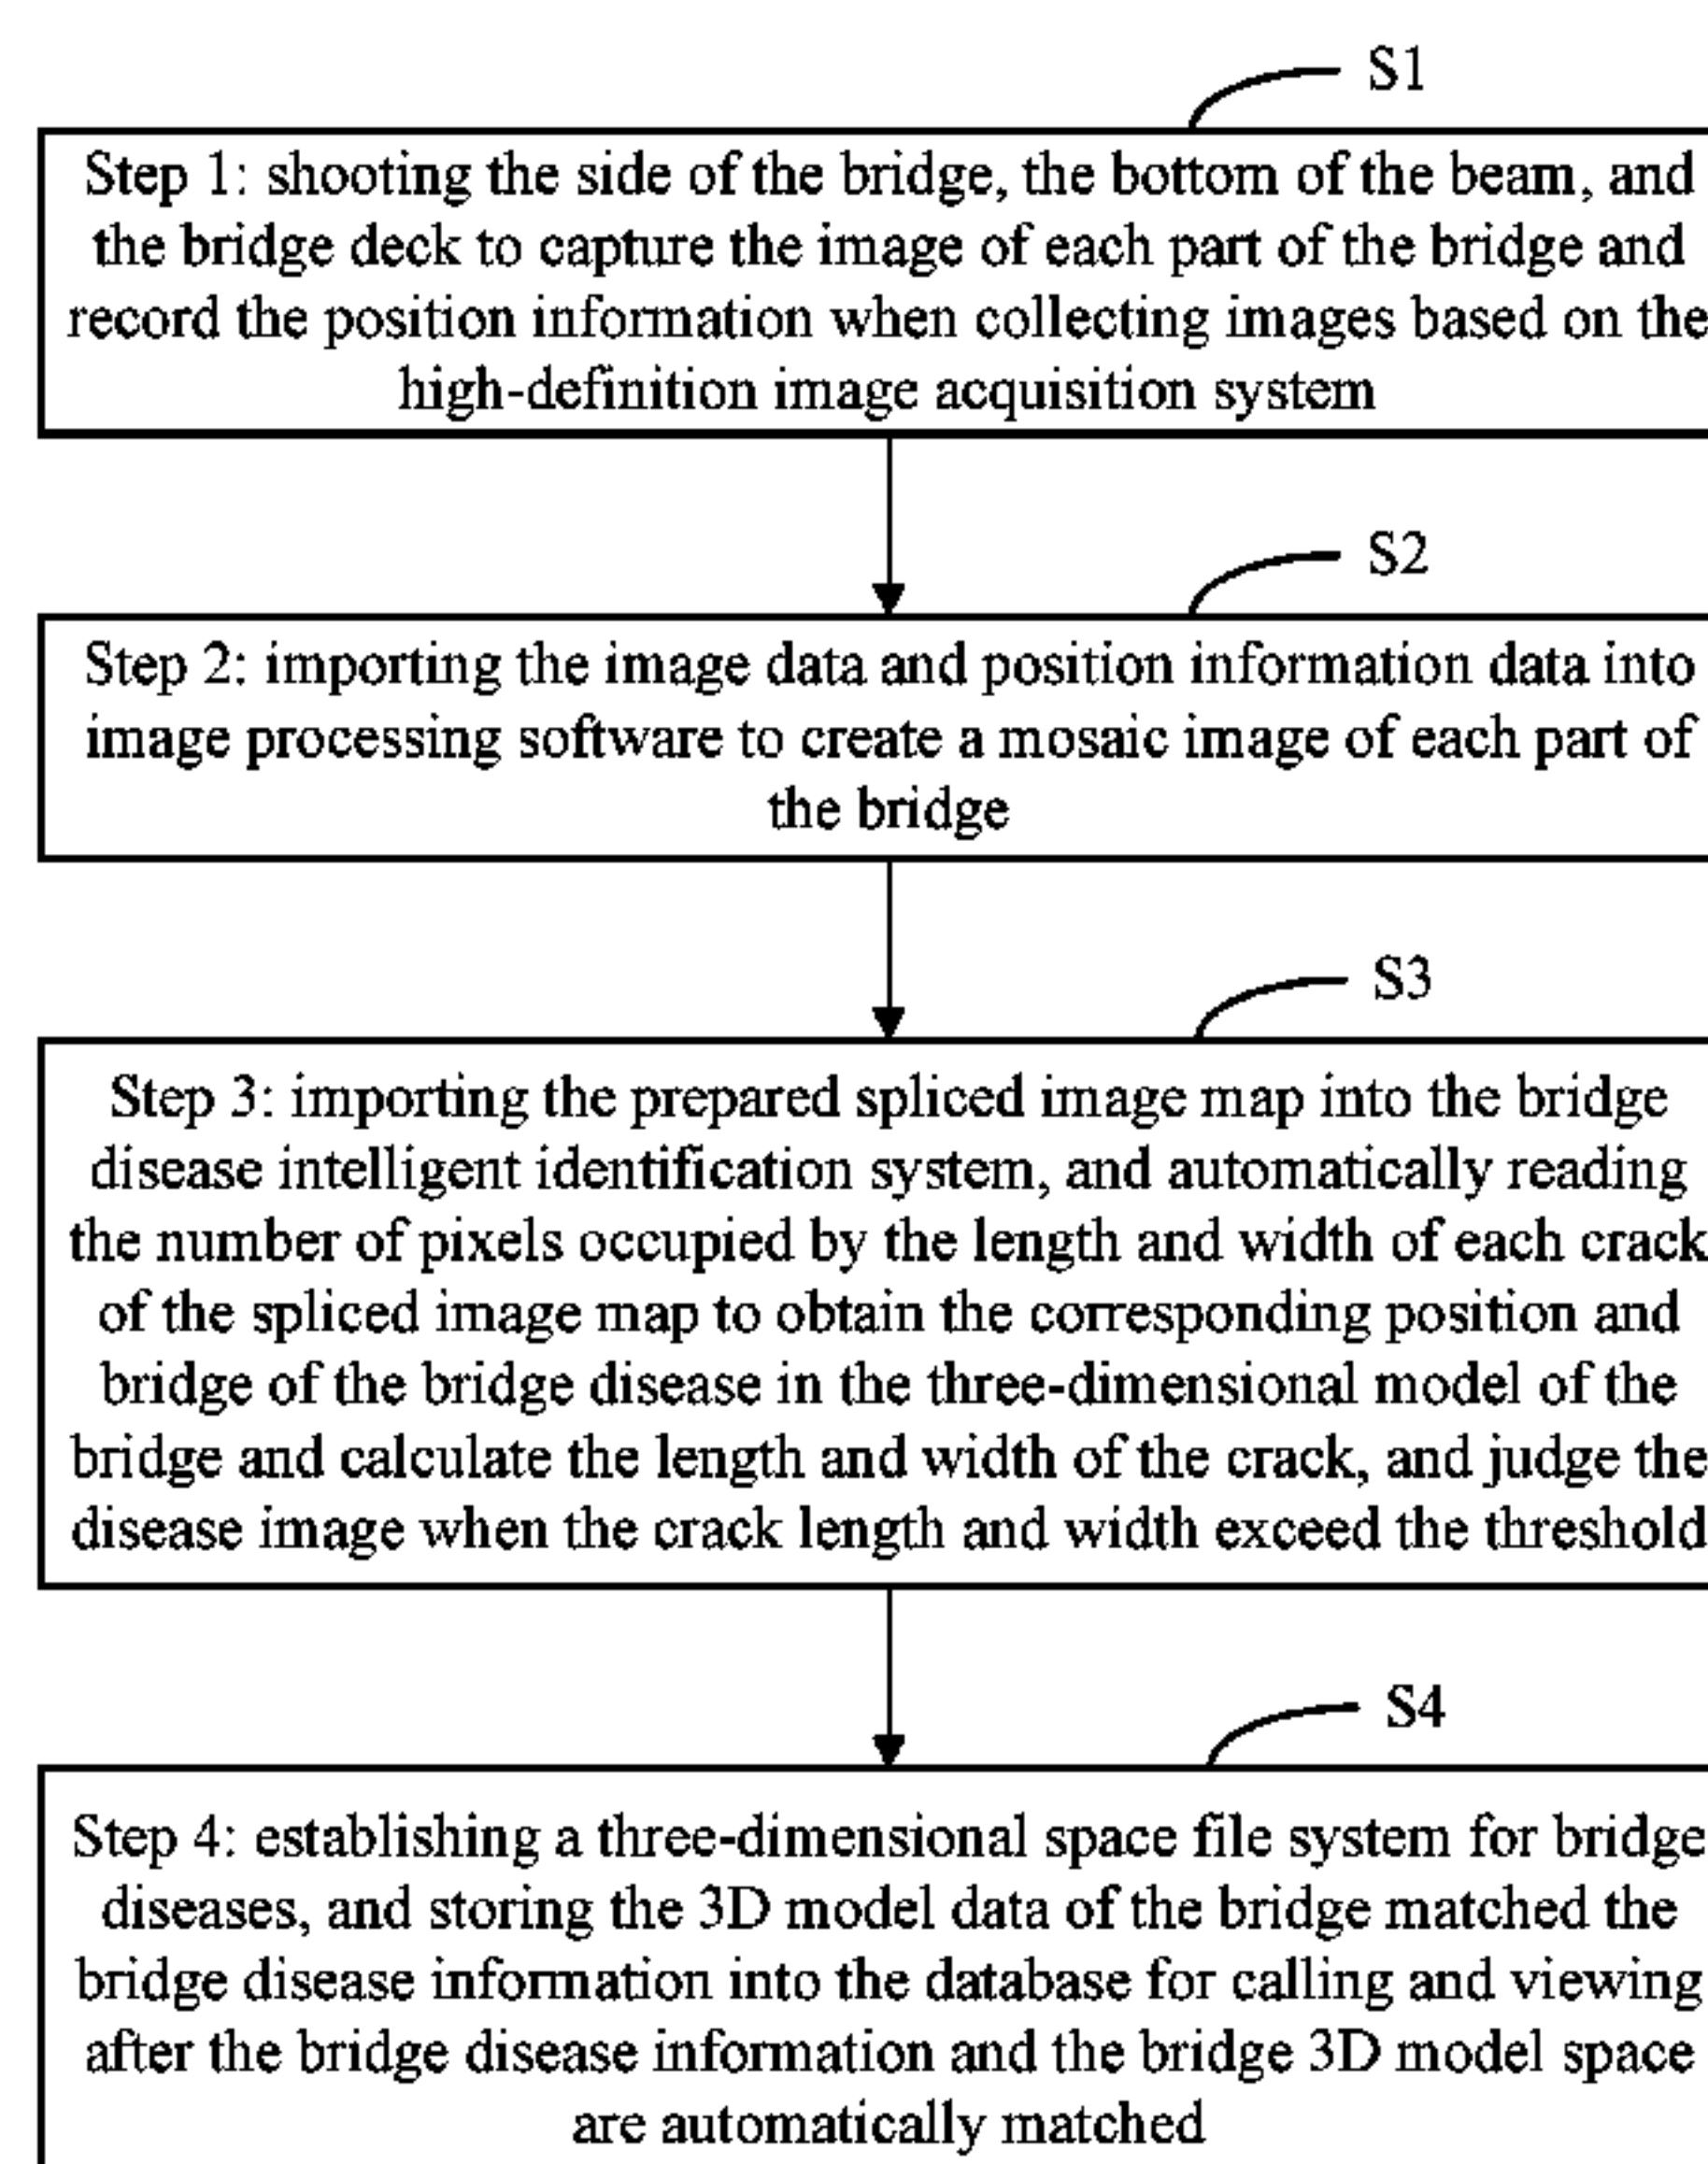 S1
Step 1: shooting the side of the bridge, the bottom of the beam, and
the bridge deck to capture the image of each part of the bridge and
record the position information when collecting images based on the
high-definition image acquisition system
S2
Step 2: importing the image data and position information data into
image processing software to create a mosaic image of each part of
the bridge
S3
Step 3: importing the prepared spliced image map into the bridge
disease intelligent identification system, and automatically reading
the number of pixels occupied by the length and width of each crack
of the spliced image map to obtain the corresponding position and
bridge of the bridge disease in the three-dimensional model of the
bridge and calculate the length and width of the crack, and judge the
disease image when the crack length and width exceed the threshold
S4
Step 4: establishing a three-dimensional space file system for bridge
diseases, and storing the 3D model data of the bridge matched the
bridge disease information into the database for calling and viewing
after the bridge disease information and the bridge 3D model space
are automatically matched